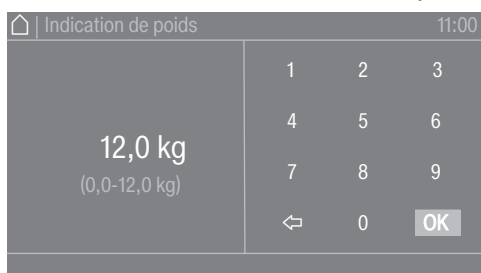 | Indication de poids 11:00
12,0 kg
(0,0-12,0 kg)
1 2 3
4 5 6
7 8 9
0 OK